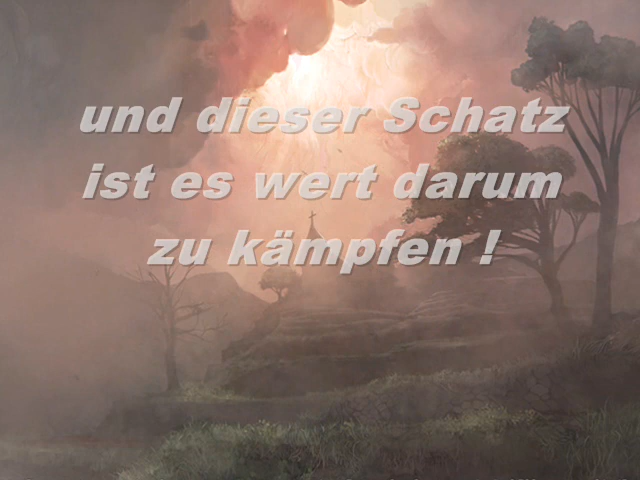 und dieser Schatz
ist es wert darum
zu kämpfen !